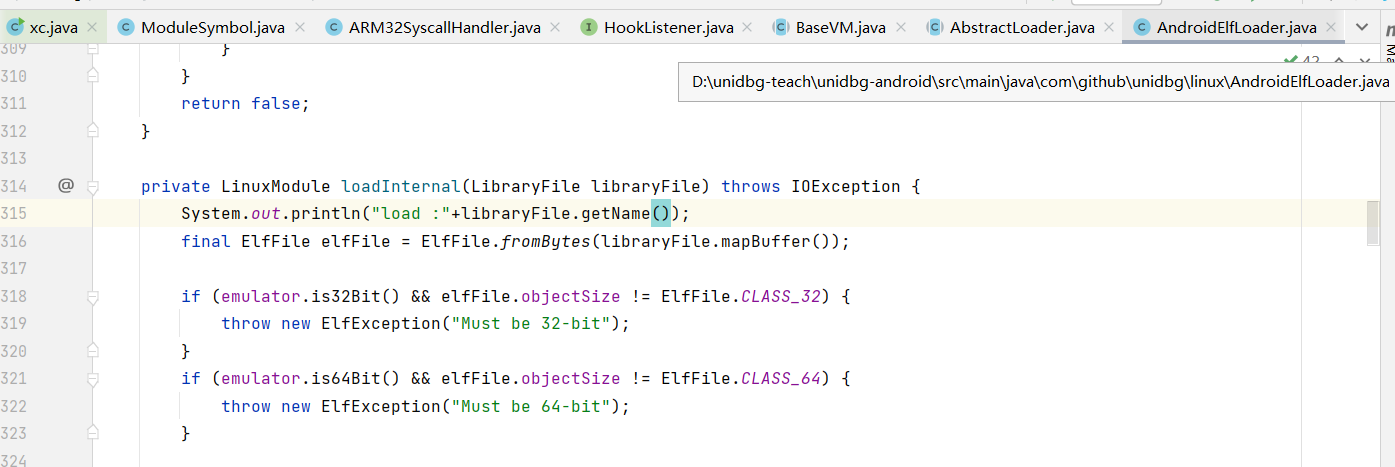 xc.java ModuleSymbol.java ARM32SyscallHandler.java HookListener.java BaseVM.java AbstractLoader.java AndroidElfLoader.java
309 }
D:\unidbg-teach\unidbg-android\src\main\java\com\github\unidbg\linux\AndroidElfLoader.java
310 }
311 return false;
312 }
313
314 @ private LinuxModule loadInternal(LibraryFile libraryFile) throws IOException {
315 System.out.println("load :"+libraryFile.getName());
316 final ElfFile elfFile = ElfFile.fromBytes(libraryFile.mapBuffer());
317
318 if (emulator.is32Bit() && elfFile.objectSize != ElfFile.CLASS_32) {
319 throw new ElfException("Must be 32-bit");
320 }
321 if (emulator.is64Bit() && elfFile.objectSize != ElfFile.CLASS_64) {
322 throw new ElfException("Must be 64-bit");
323 }
324